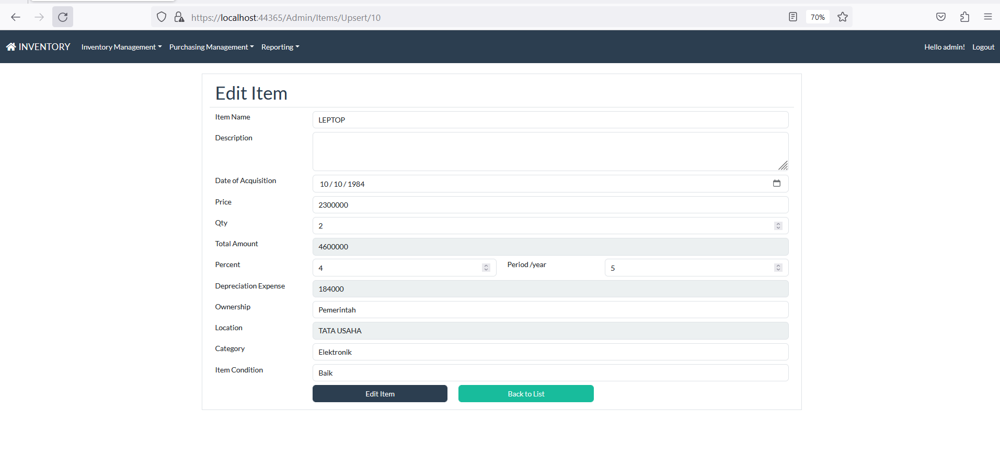 https://localhost:44365/Admin/Items/Upsert/10 70%
INVENTORY Inventory Management Purchasing Management Reporting Hello admin! Logout
Edit Item
Item Name LEPTOP
Description
Date of Acquisition 10 / 10 / 1984
Price 2300000
Qty 2
Total Amount 4600000
Percent 4 Period /year 5
Depreciation Expense 184000
Ownership Pemerintah
Location TATA USAHA
Category Elektronik
Item Condition Baik
Edit Item Back to List